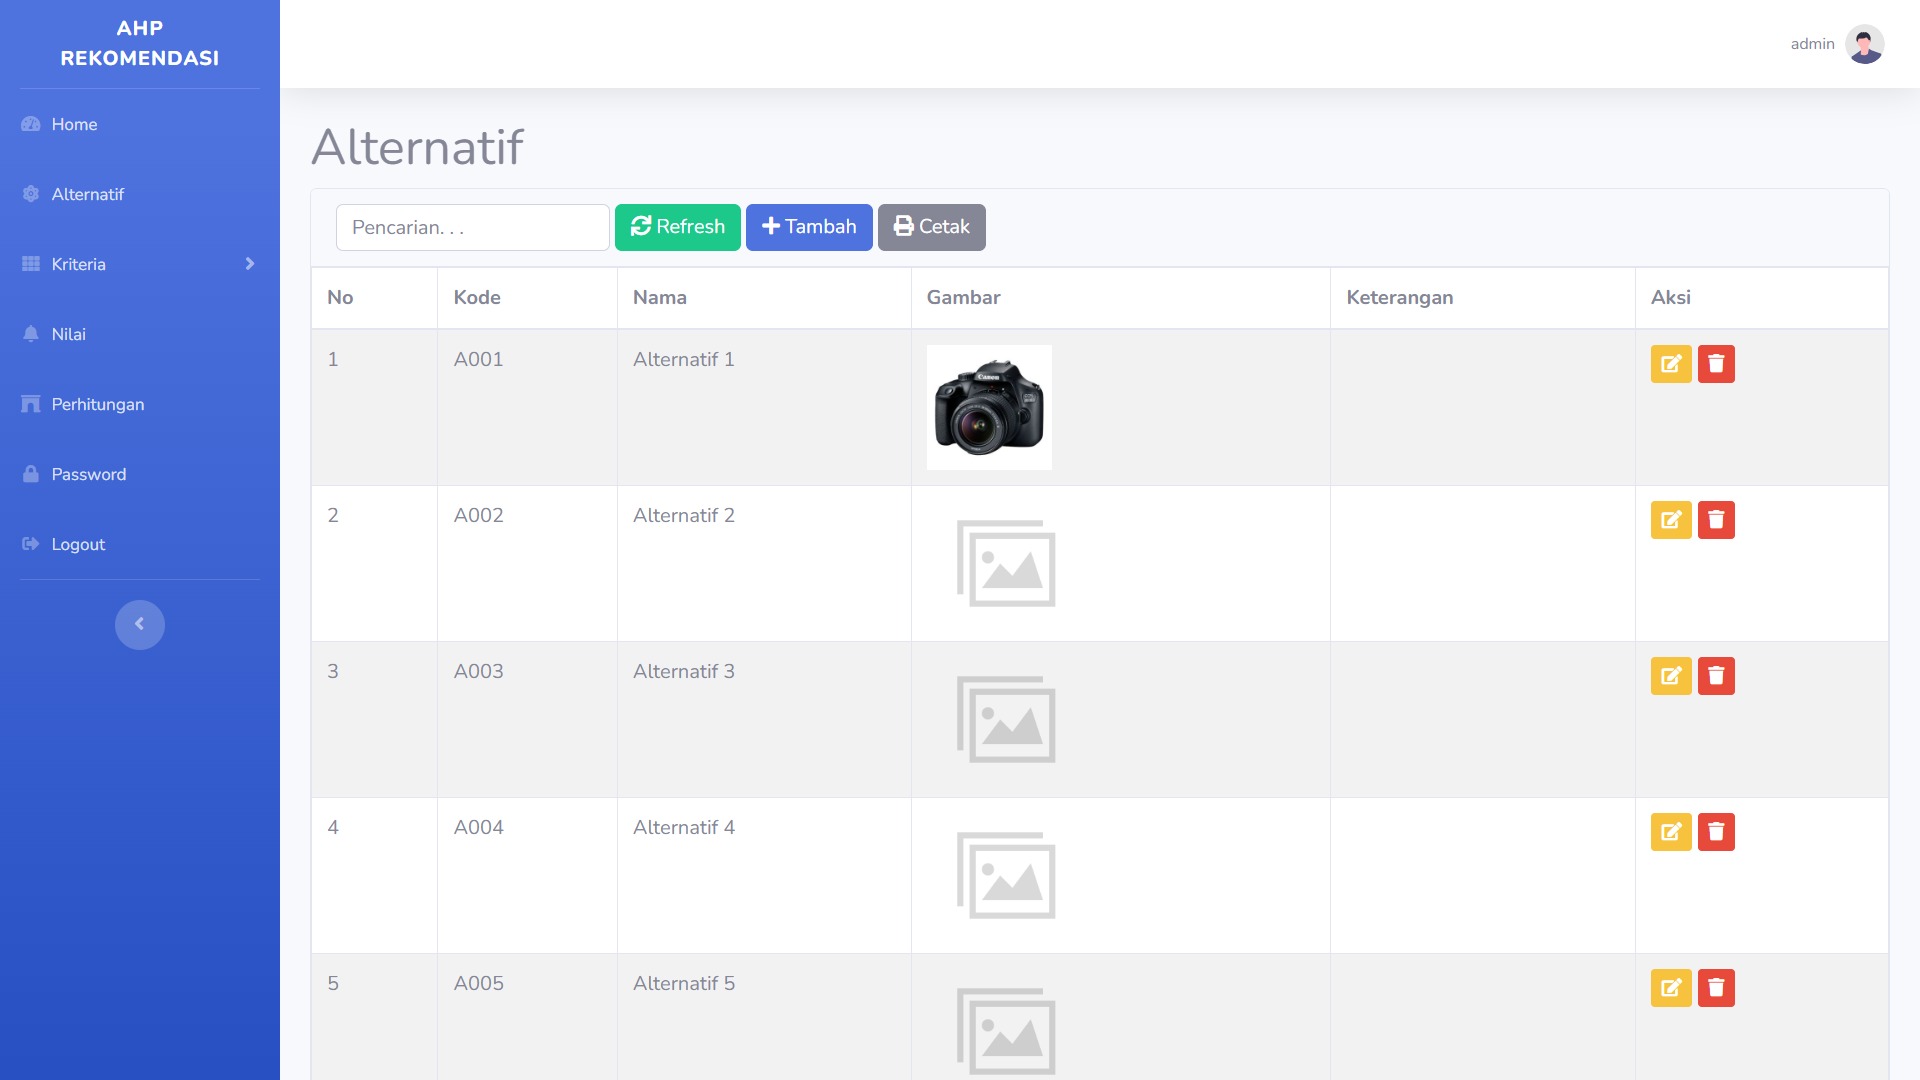 AHP
REKOMENDASI
Home
Alternatif
Kriteria
Nilai
Perhitungan
Password
Logout
admin
Alternatif
Pencarian. . .
Refresh
Tambah
Cetak
No Kode Nama Gambar Keterangan Aksi
1 A001 Alternatif 1
Canon
2 A002 Alternatif 2
3 A003 Alternatif 3
4 A004 Alternatif 4
5 A005 Alternatif 5